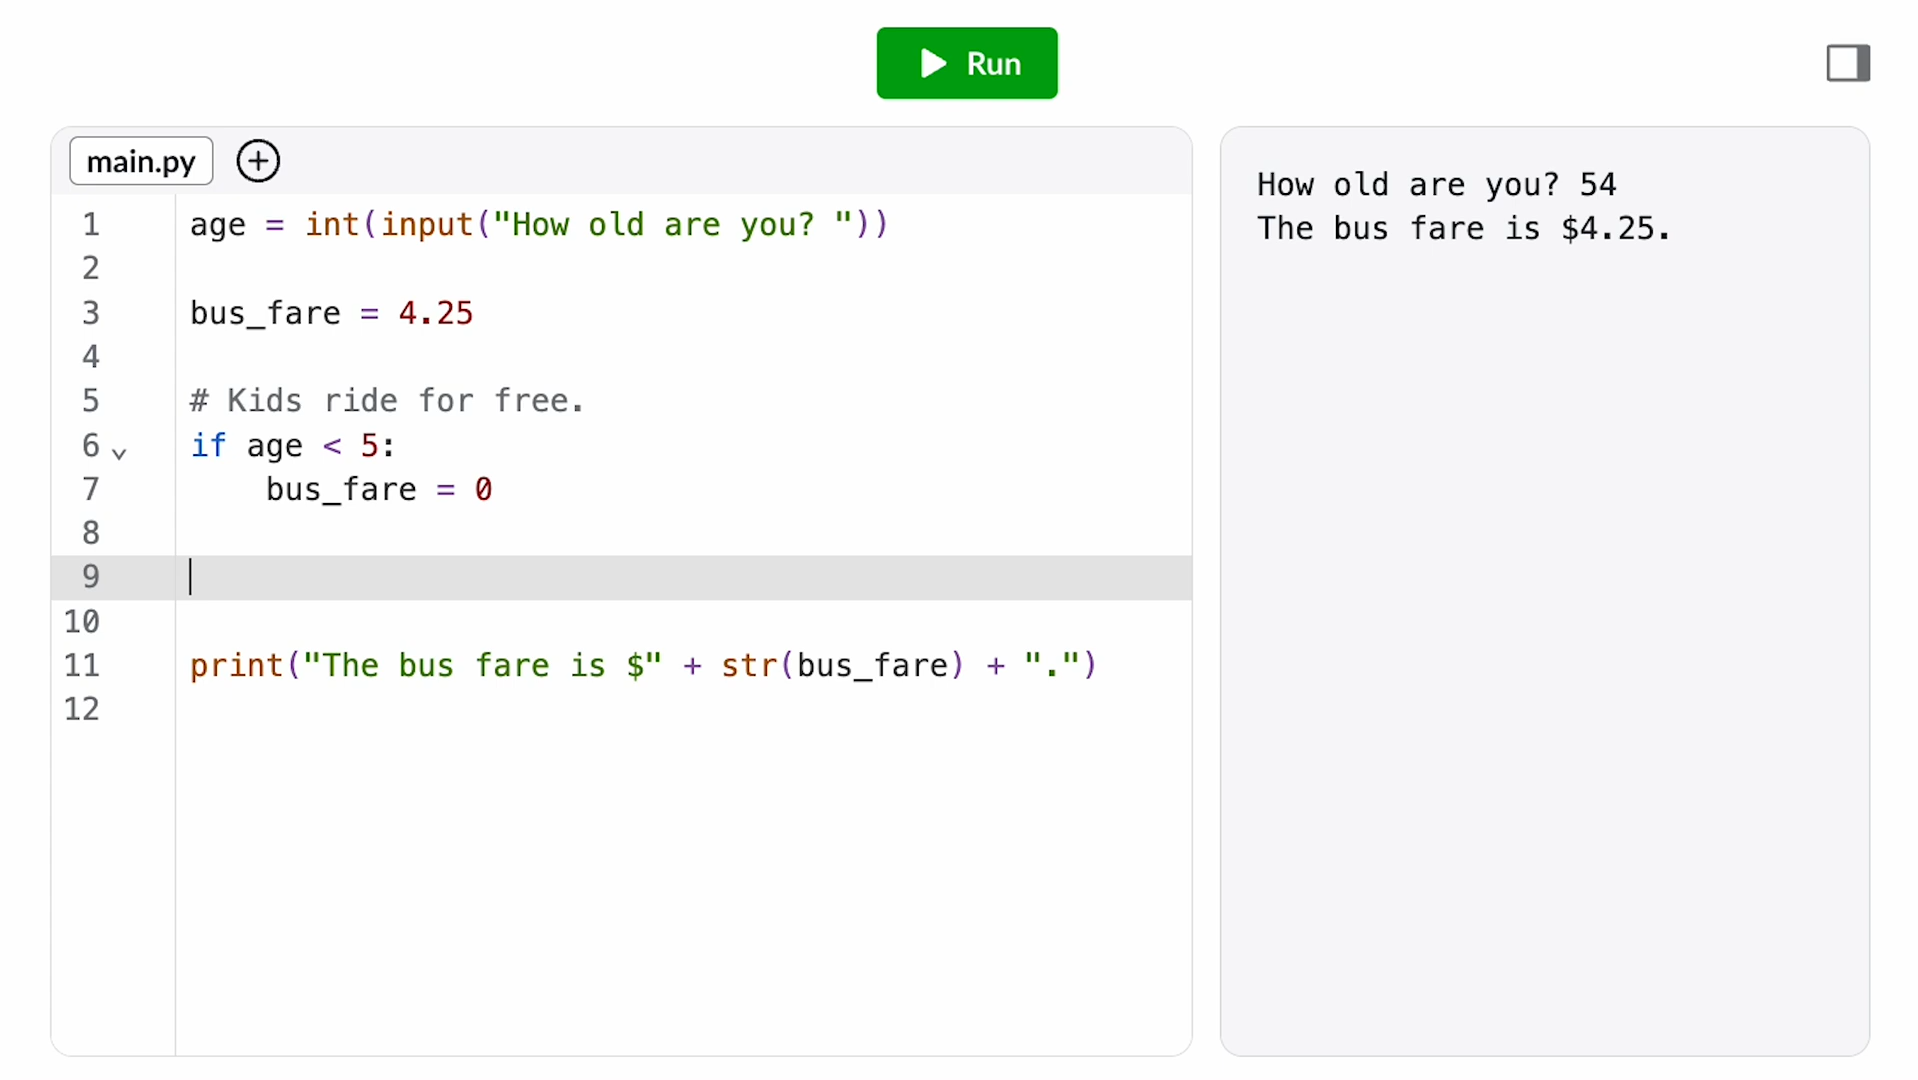 Run
main.py
1 age = int(input("How old are you? "))
2
3 bus_fare = 4.25
4
5 # Kids ride for free.
6 if age < 5:
7     bus_fare = 0
8
9
10
11 print("The bus fare is $" + str(bus_fare) + ".")
12
How old are you? 54
The bus fare is $4.25.